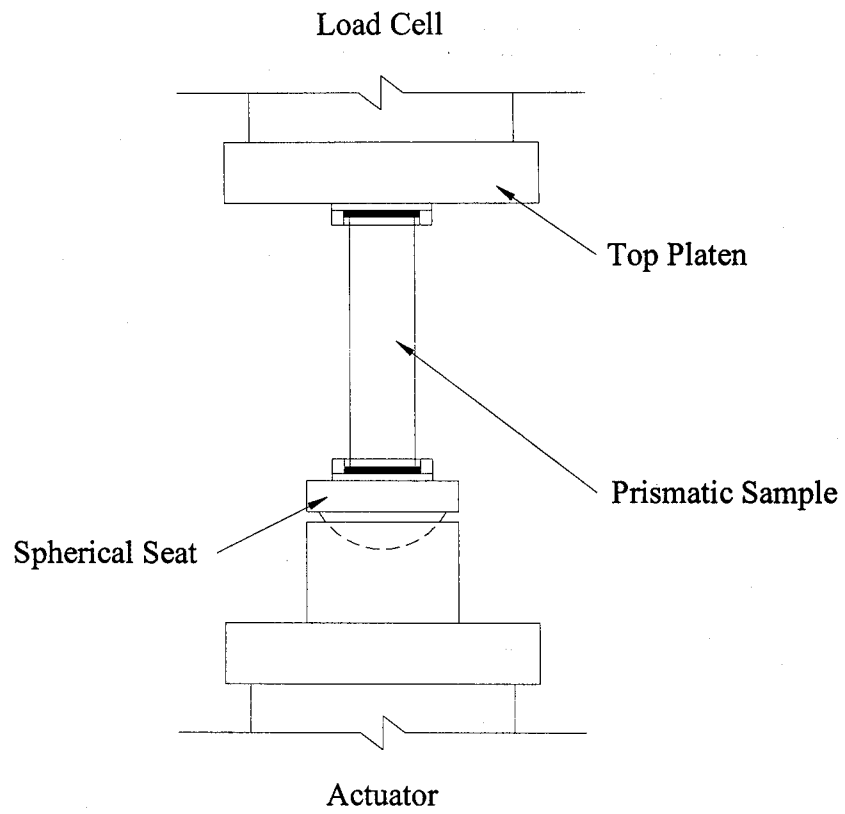 Load Cell
Top Platen
Prismatic Sample
Spherical Seat
Actuator